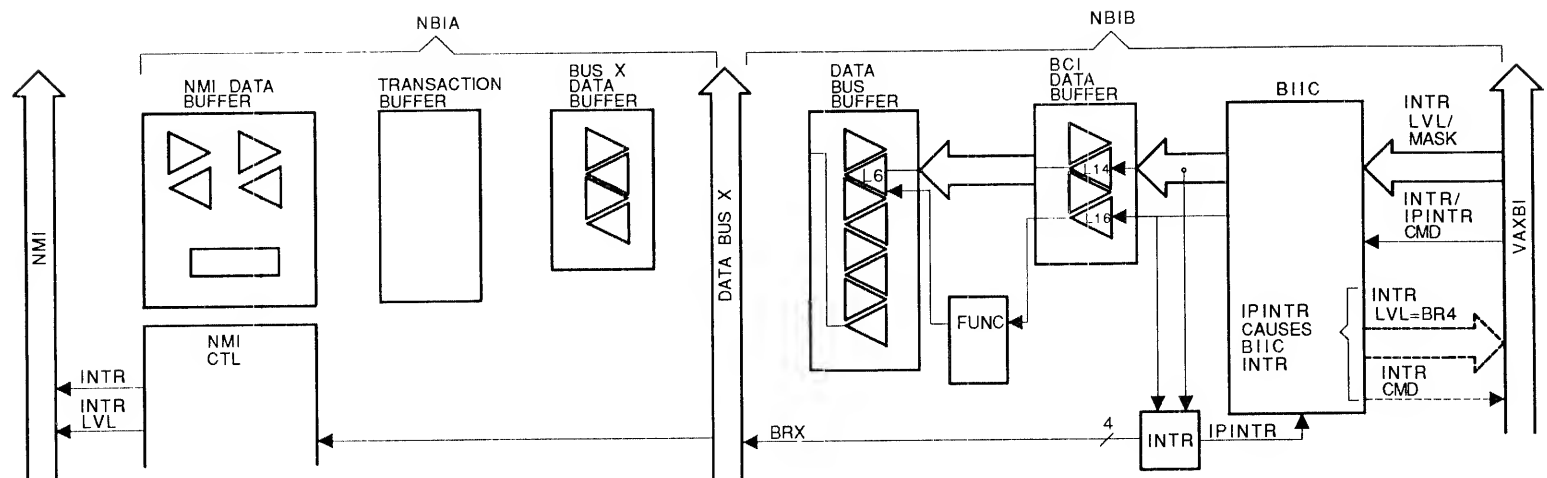 NBIA
NBIB
NMI
NMI DATA
BUFFER
TRANSACTION
BUFFER
BUS X
DATA
BUFFER
DATA BUS X
DATA
BUS
BUFFER
BCI
DATA
BUFFER
BIIC
INTR
LVL/
MASK
L6
L14
L16
INTR/
IPINTR
CMD
VAXBI
FUNC
IPINTR
CAUSES
BIIC
INTR
INTR
LVL=BR4
INTR
CMD
NMI
CTL
INTR
INTR
LVL
BRX
4
INTR
IPINTR